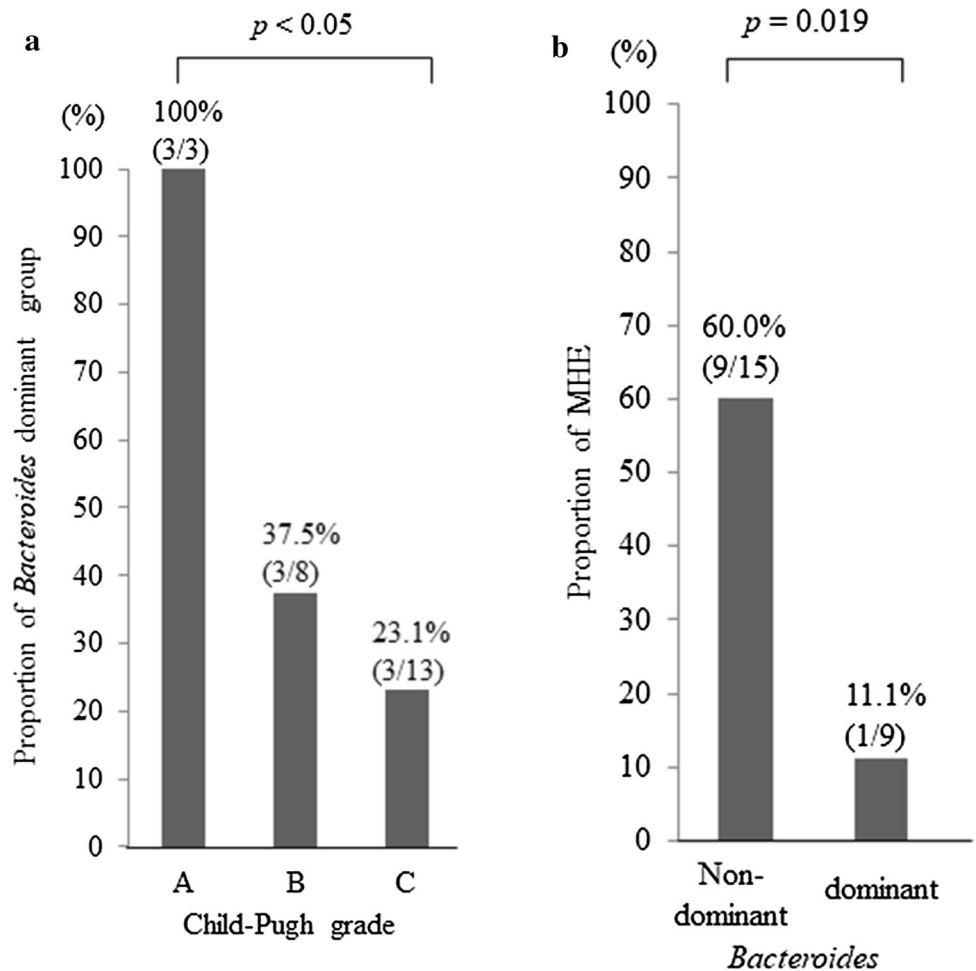 a
p < 0.05
(%)
100%
(3/3)
100
90
80
70
60
50
40
30
20
10
0
37.5%
(3/8)
23.1%
(3/13)
A B C
Child-Pugh grade
Proportion of Bacteroides dominant group
b
p = 0.019
(%)
100
90
80
70
60
50
40
30
20
10
0
60.0%
(9/15)
11.1%
(1/9)
Non-
dominant
dominant
Bacteroides
Proportion of MHE